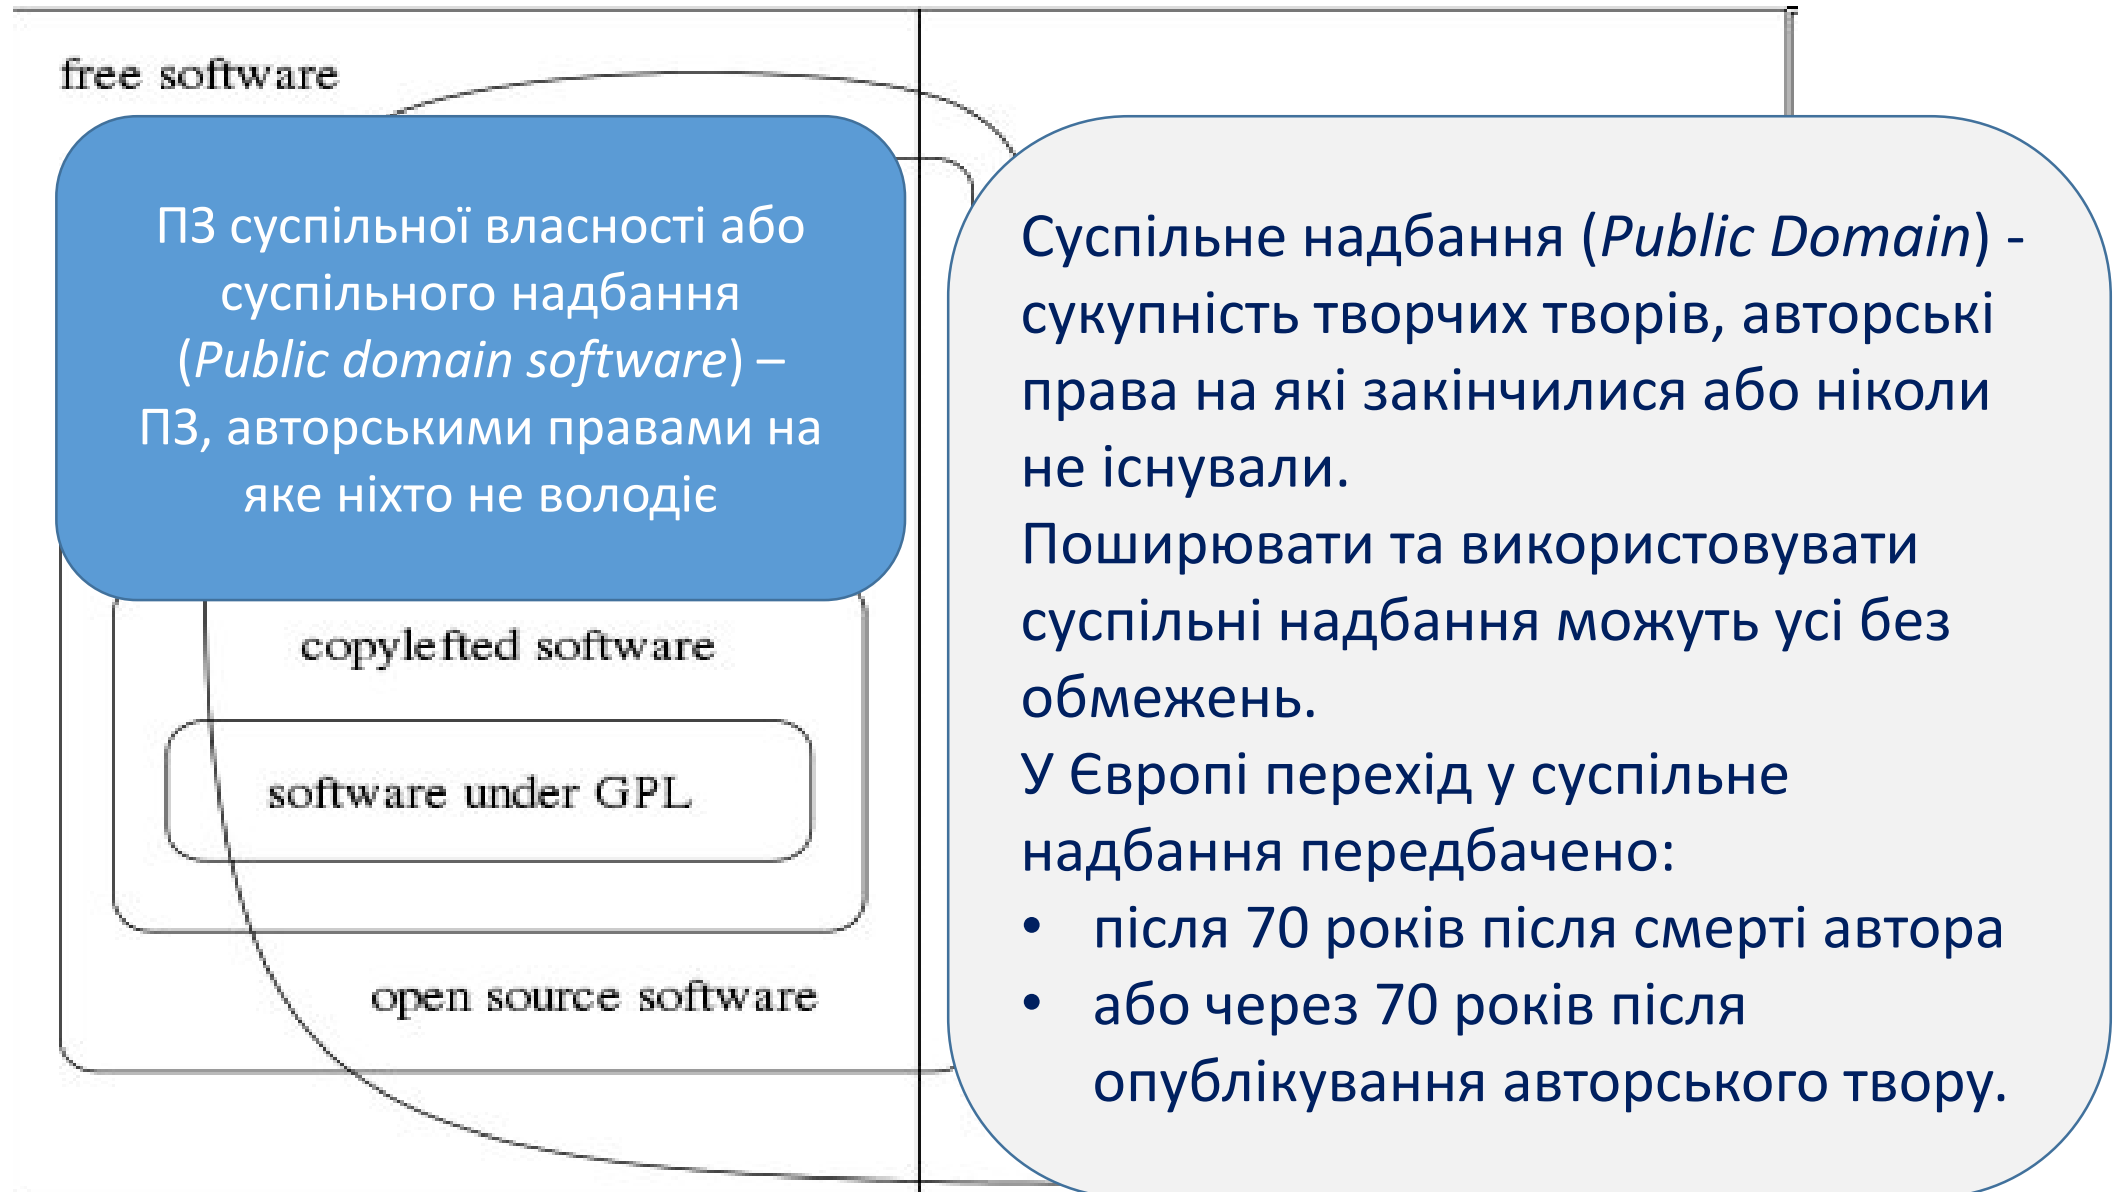 free software
ПЗ суспільної власності або
суспільного надбання
(Public domain software) –
ПЗ, авторськими правами на
яке ніхто не володіє
copylefted software
software under GPL
open source software
Суспільне надбання (Public Domain) -
сукупність творчих творів, авторські
права на які закінчилися або ніколи
не існували.
Поширювати та використовувати
суспільні надбання можуть усі без
обмежень.
У Європі перехід у суспільне
надбання передбачено:
• після 70 років після смерті автора
• або через 70 років після
опублікування авторського твору.